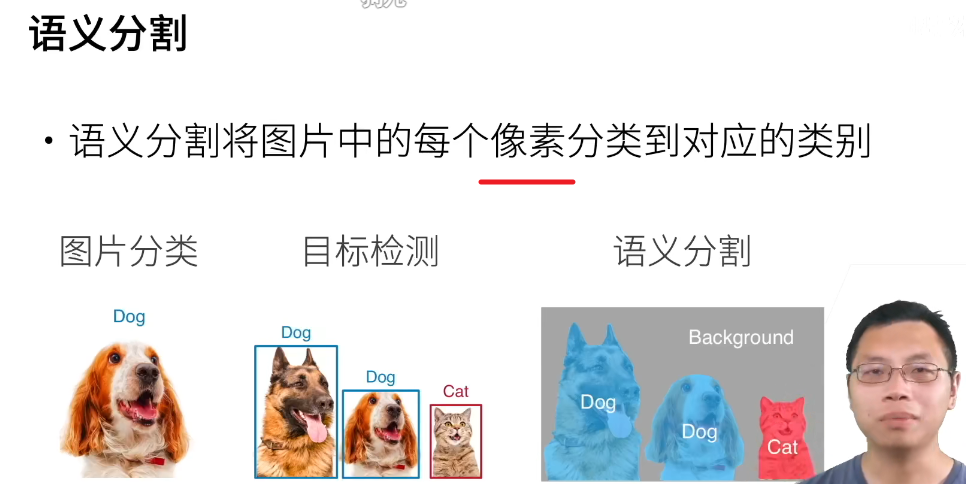 语义分割
• 语义分割将图片中的每个像素分类到对应的类别
图片分类 目标检测 语义分割
Dog
Dog
Dog
Cat
Background
Dog
Dog
Cat